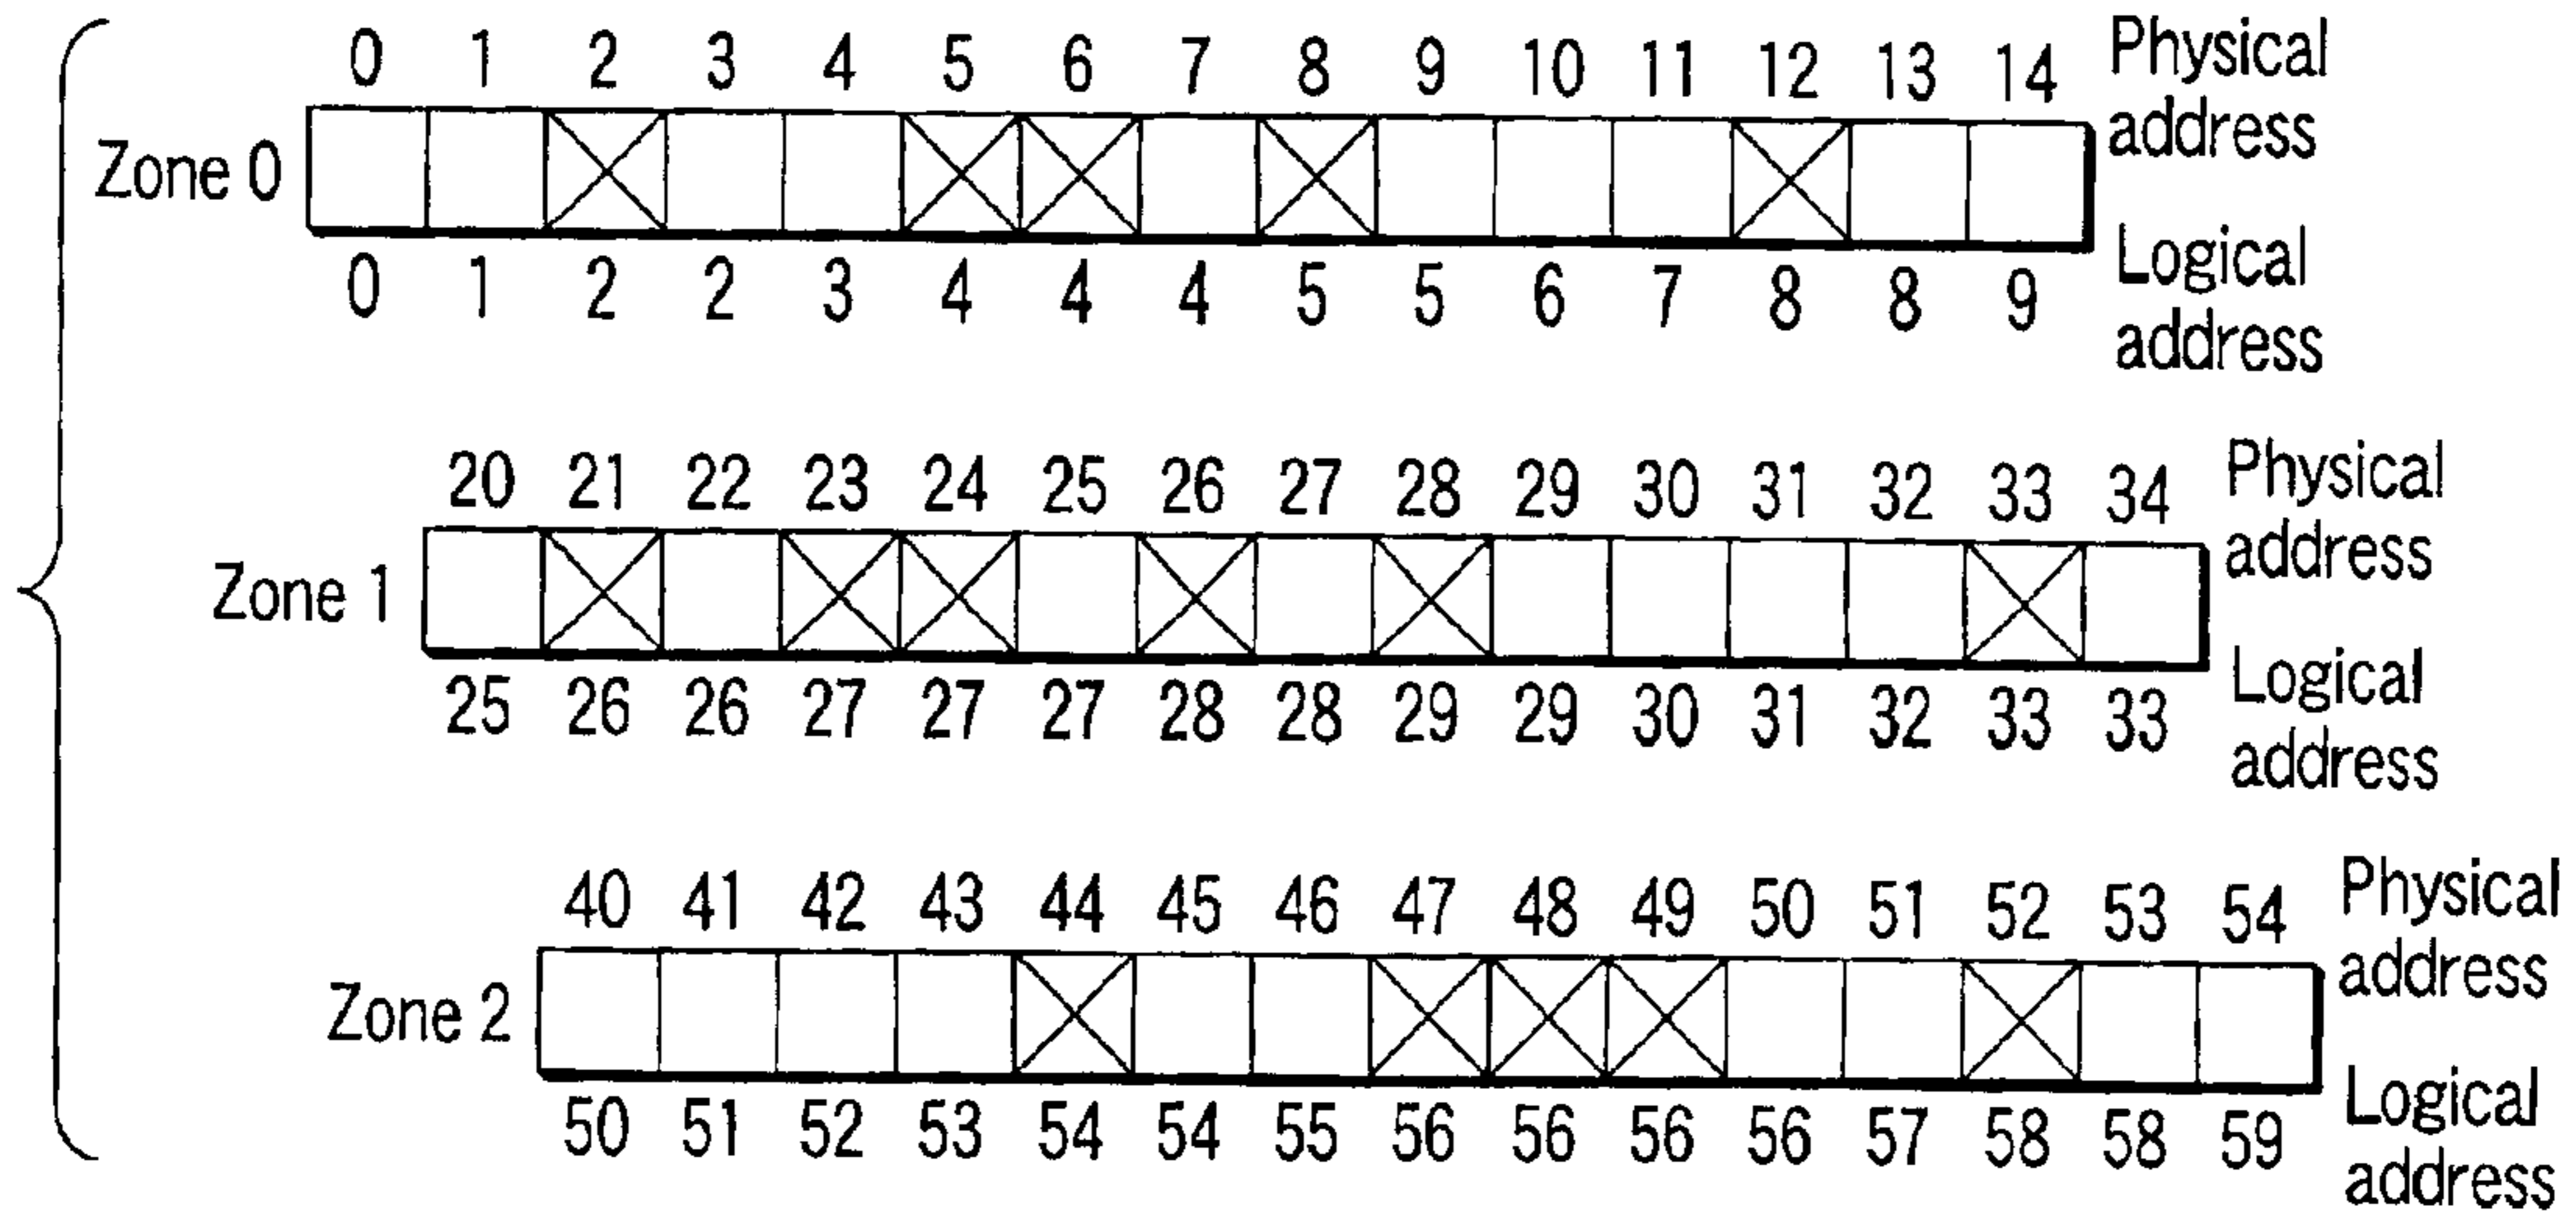 0 1 2 3 4 5 6 7 8 9 10 11 12 13 14 Physical address
Zone 0
0 1 2 2 3 4 4 4 5 5 6 7 8 8 9 Logical address
20 21 22 23 24 25 26 27 28 29 30 31 32 33 34 Physical address
Zone 1
25 26 26 27 27 27 28 28 29 29 30 31 32 33 33 Logical address
40 41 42 43 44 45 46 47 48 49 50 51 52 53 54 Physical address
Zone 2
50 51 52 53 54 54 55 56 56 56 56 57 58 58 59 Logical address